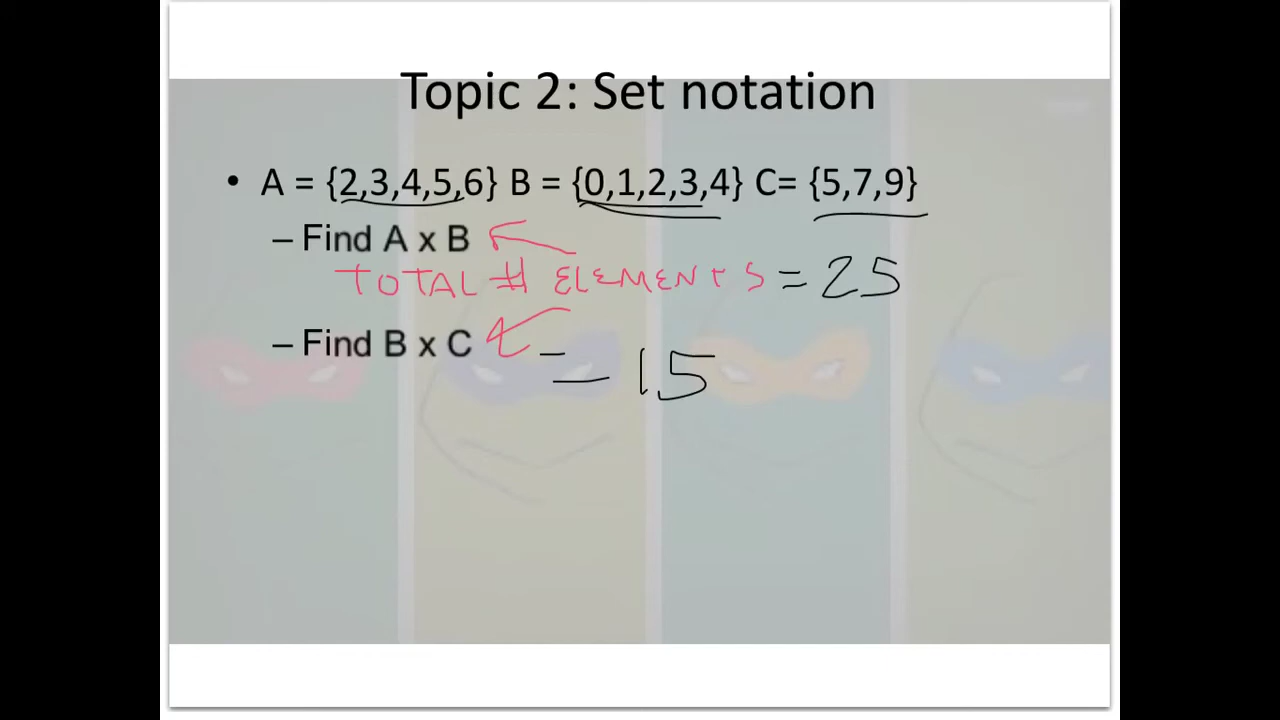 Topic 2: Set notation
• A = {2,3,4,5,6} B = {0,1,2,3,4} C= {5,7,9}
– Find A x B
TOTAL # ELEMENTS = 25
– Find B x C
= 15